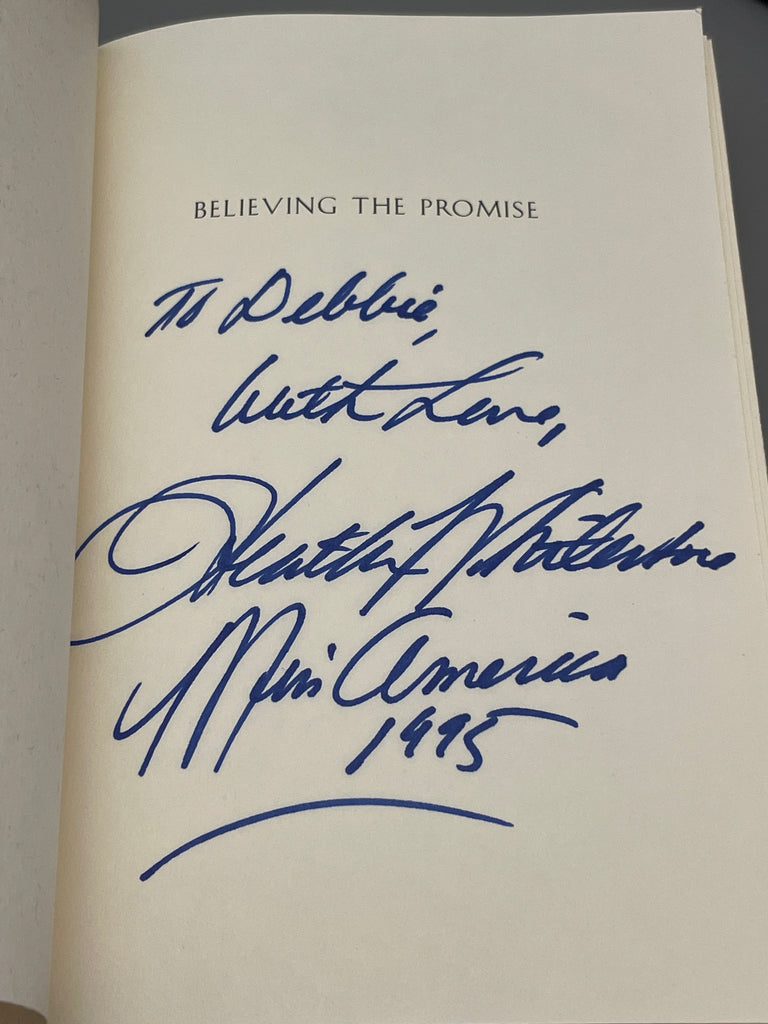 BELIEVING THE PROMISE
To Debbie,
With Love,
Heather Whitestone
Miss America
1995